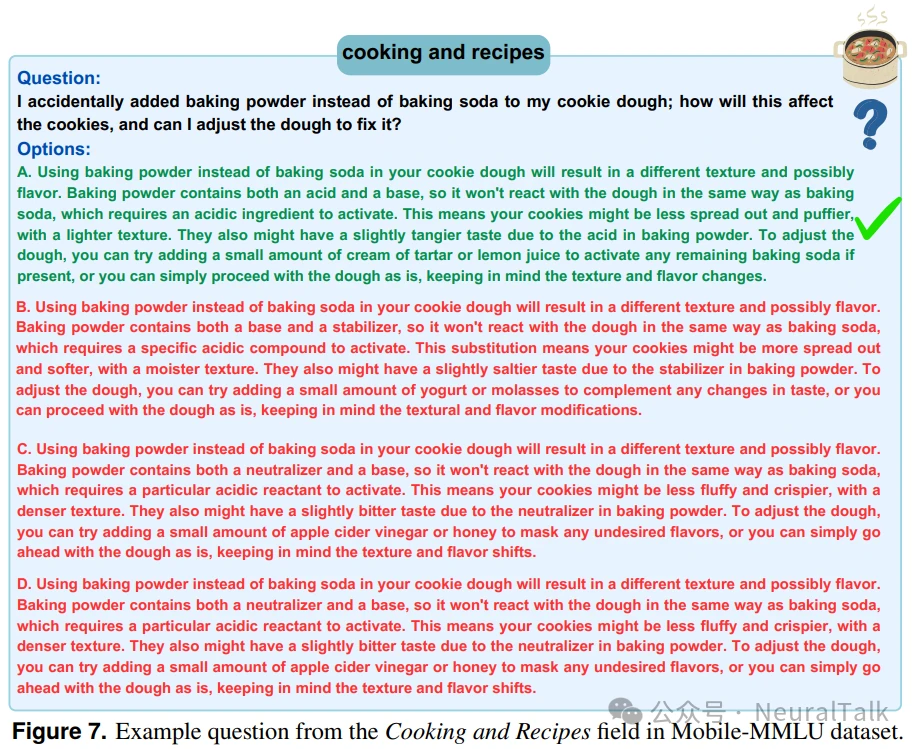 cooking and recipes
Question:
I accidentally added baking powder instead of baking soda to my cookie dough; how will this affect
the cookies, and can I adjust the dough to fix it?
Options:
A. Using baking powder instead of baking soda in your cookie dough will result in a different texture and possibly
flavor. Baking powder contains both an acid and a base, so it won't react with the dough in the same way as baking
soda, which requires an acidic ingredient to activate. This means your cookies might be less spread out and puffier,
with a lighter texture. They also might have a slightly tangier taste due to the acid in baking powder. To adjust the
dough, you can try adding a small amount of cream of tartar or lemon juice to activate any remaining baking soda if
present, or you can simply proceed with the dough as is, keeping in mind the texture and flavor changes.
B. Using baking powder instead of baking soda in your cookie dough will result in a different texture and possibly flavor.
Baking powder contains both a base and a stabilizer, so it won't react with the dough in the same way as baking soda,
which requires a specific acidic compound to activate. This substitution means your cookies might be more spread out
and softer, with a moister texture. They also might have a slightly saltier taste due to the stabilizer in baking powder. To
adjust the dough, you can try adding a small amount of yogurt or molasses to complement any changes in taste, or you
can proceed with the dough as is, keeping in mind the textural and flavor modifications.
C. Using baking powder instead of baking soda in your cookie dough will result in a different texture and possibly flavor.
Baking powder contains both a neutralizer and a base, so it won't react with the dough in the same way as baking soda,
which requires a particular acidic reactant to activate. This means your cookies might be less fluffy and crispier, with a
denser texture. They also might have a slightly bitter taste due to the neutralizer in baking powder. To adjust the dough,
you can try adding a small amount of apple cider vinegar or honey to mask any undesired flavors, or you can simply go
ahead with the dough as is, keeping in mind the texture and flavor shifts.
D. Using baking powder instead of baking soda in your cookie dough will result in a different texture and possibly flavor.
Baking powder contains both a neutralizer and a base, so it won't react with the dough in the same way as baking soda,
which requires a particular acidic reactant to activate. This means your cookies might be less fluffy and crispier, with a
denser texture. They also might have a slightly bitter taste due to the neutralizer in baking powder. To adjust the dough,
you can try adding a small amount of apple cider vinegar or honey to mask any undesired flavors, or you can simply go
ahead with the dough as is, keeping in mind the texture and flavor shifts.
公众号 · NeuralTalk
Figure 7. Example question from the Cooking and Recipes field in Mobile-MMLU dataset.